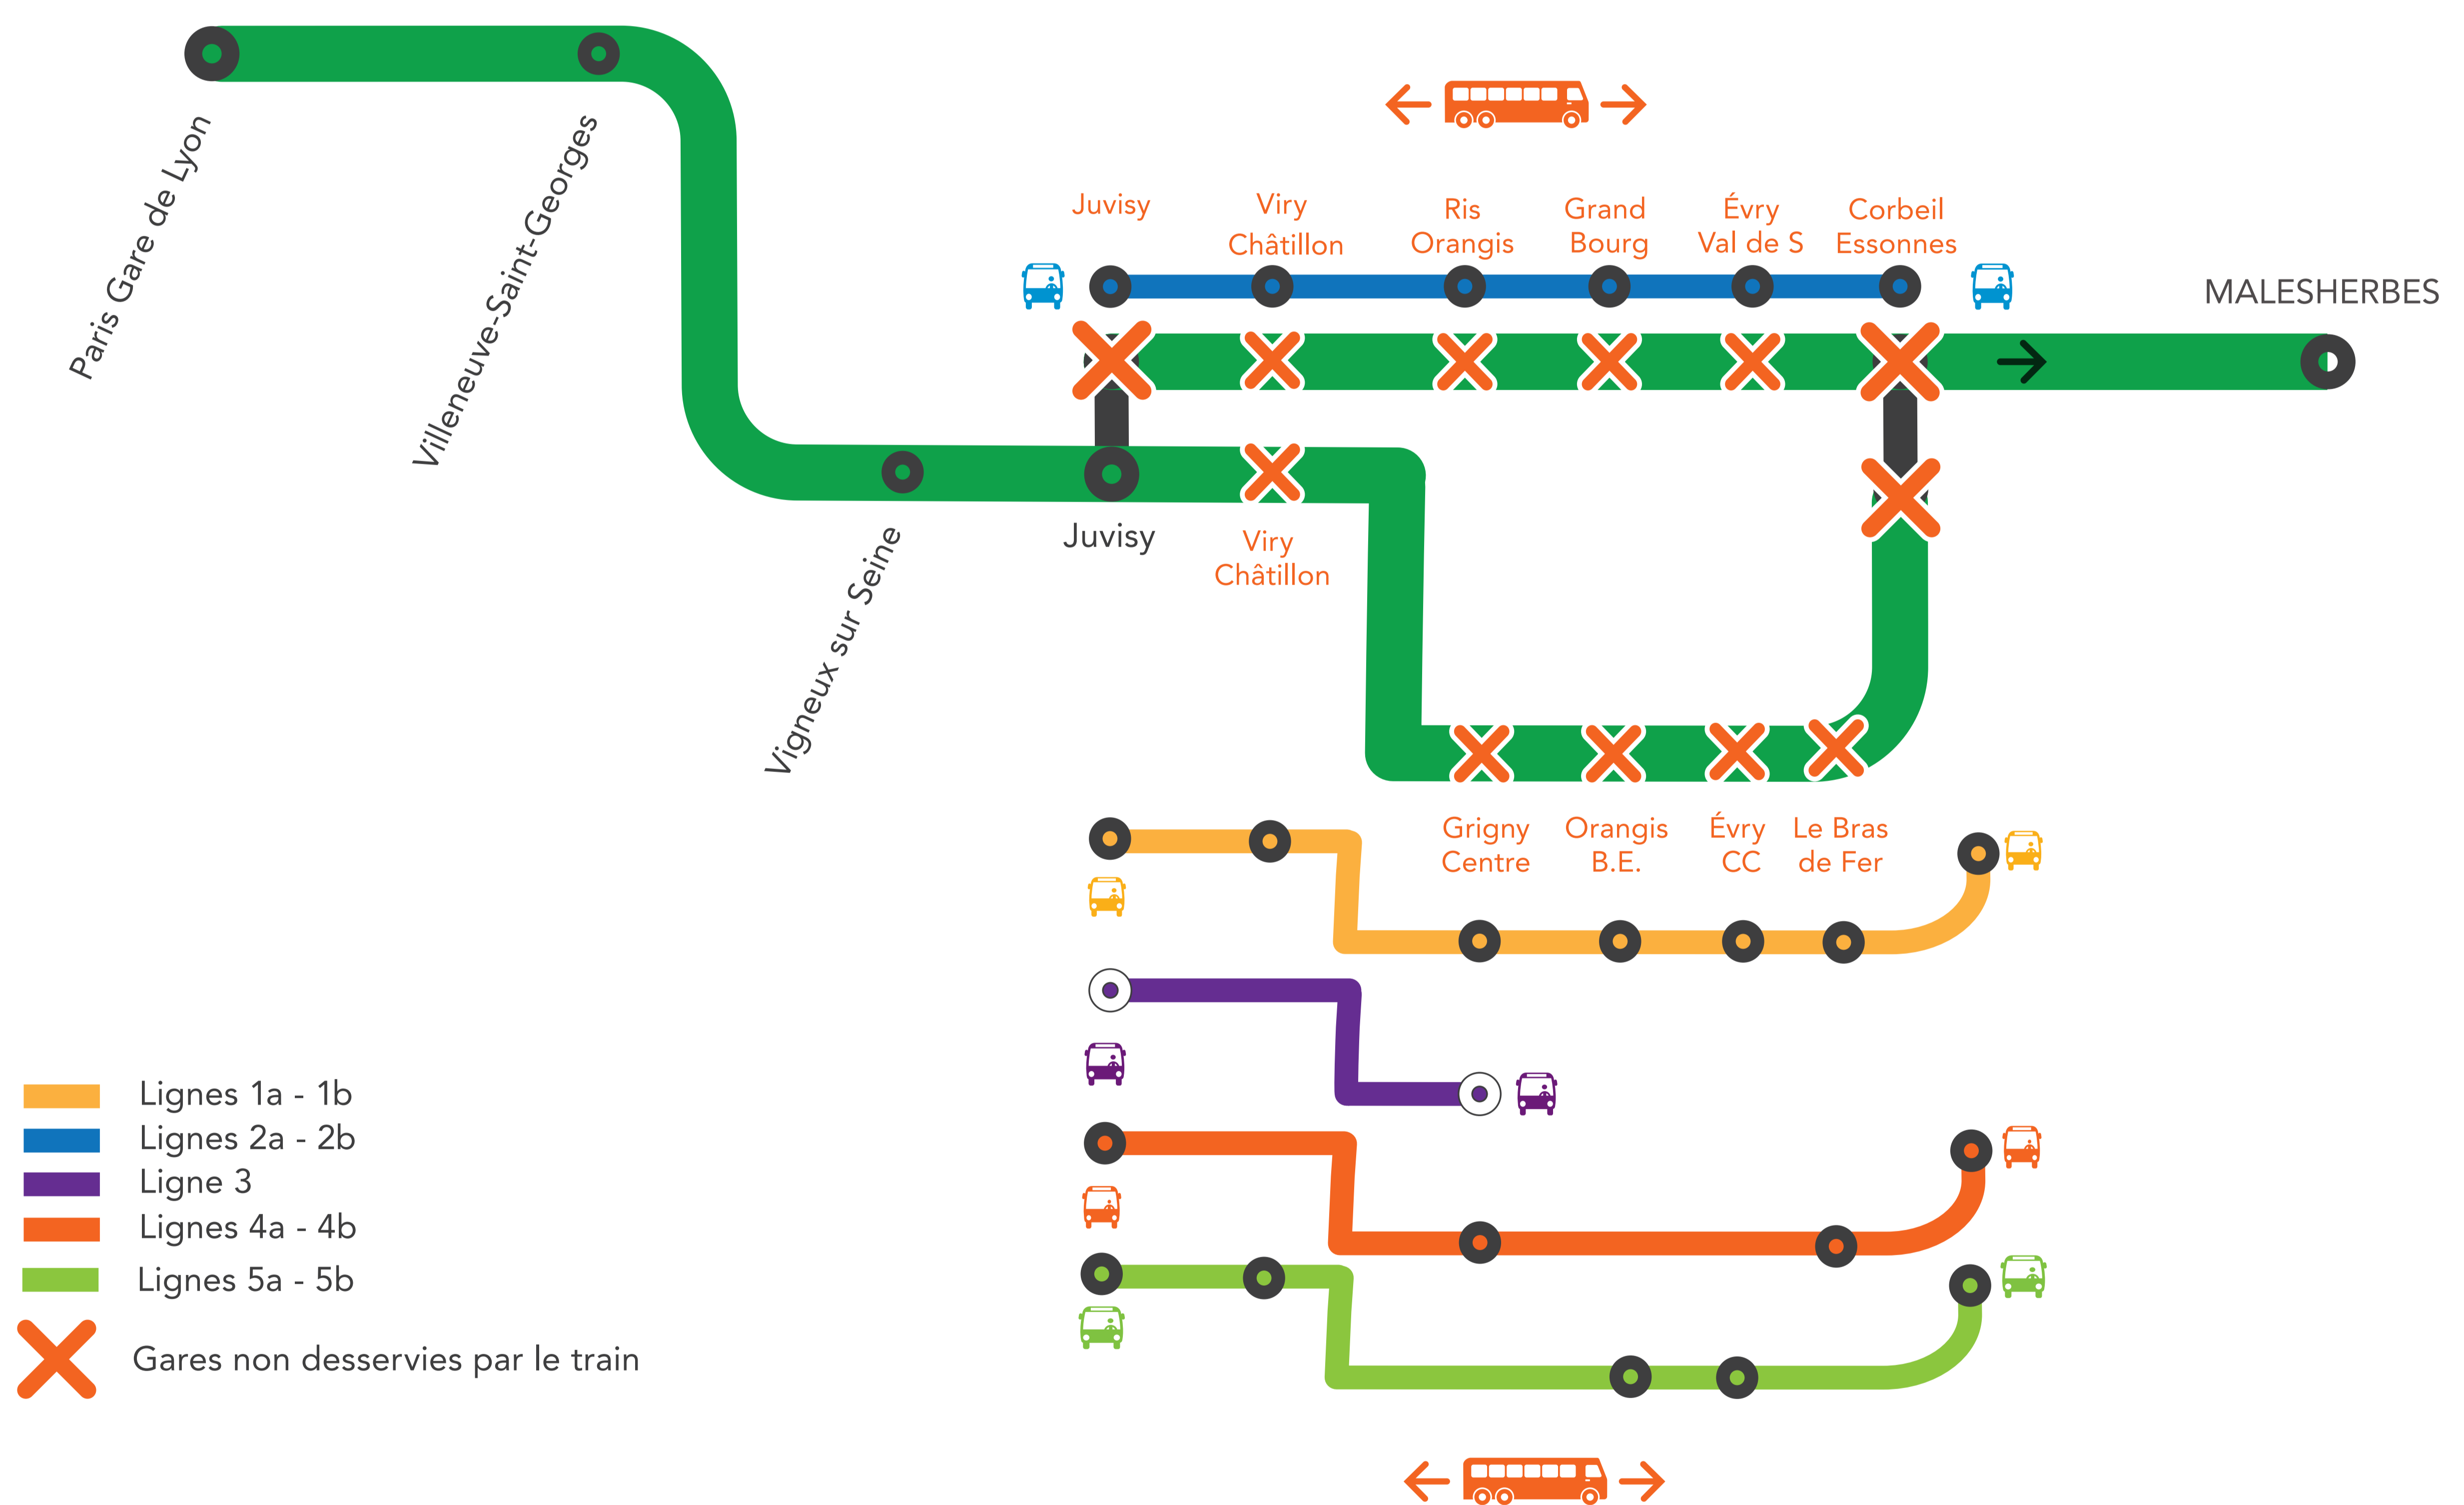 Paris Gare de Lyon
Villeneuve-Saint-Georges
Vigneux sur Seine
Juvisy
Viry
Châtillon
Ris
Orangis
Grand
Bourg
Évry
Val de S
Corbeil
Essonnes
MALESHERBES
Juvisy
Viry
Châtillon
Grigny
Centre
Orangis
B.E.
Évry
CC
Le Bras
de Fer
Lignes 1a - 1b
Lignes 2a - 2b
Ligne 3
Lignes 4a - 4b
Lignes 5a - 5b
Gares non desservies par le train